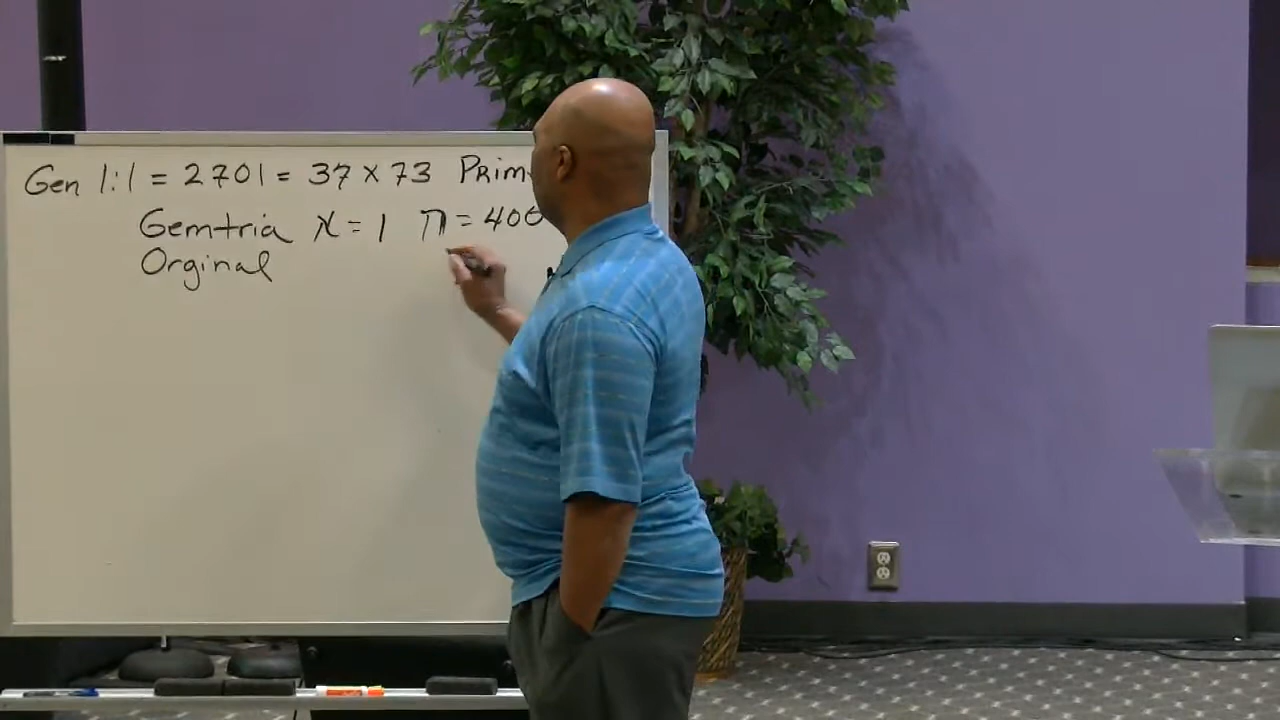 Gen 1:1 = 2701 = 37 x 73 Prim
Gemtria א = 1 ת = 400
Orginal